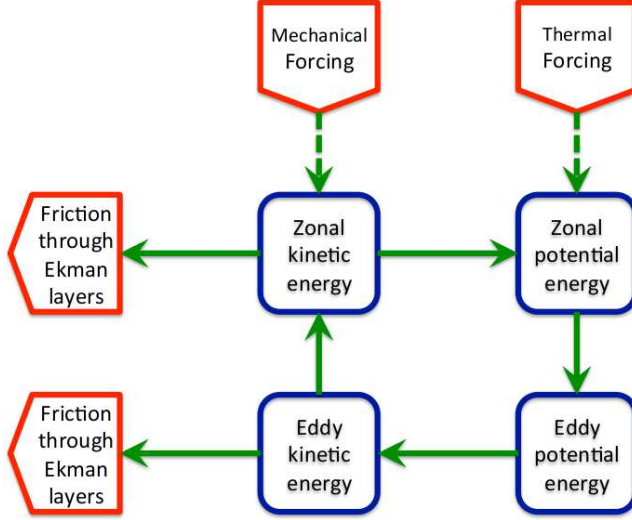 Mechanical
Forcing
Thermal
Forcing
Friction
through
Ekman
layers
Zonal
kinetic
energy
Zonal
potential
energy
Friction
through
Ekman
layers
Eddy
kinetic
energy
Eddy
potential
energy